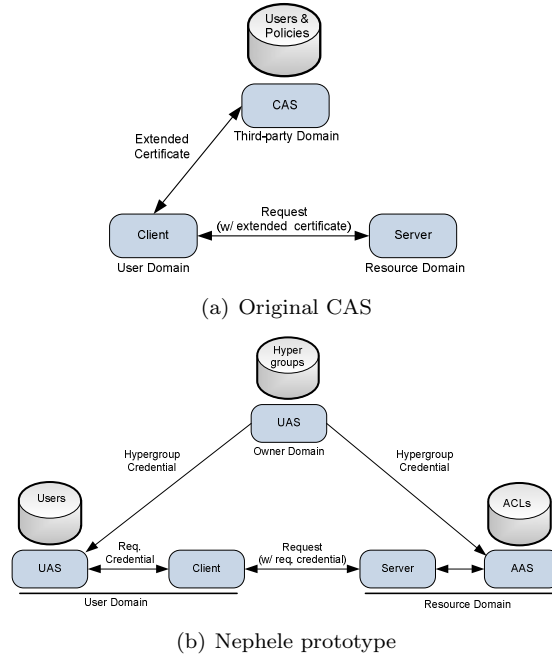 Users &
Policies
CAS
Third-party Domain
Extended
Certificate
Request
(w/ extended certificate)
Client
Server
User Domain
Resource Domain
(a) Original CAS
Hyper
groups
UAS
Owner Domain
Hypergroup
Credential
Hypergroup
Credential
Users
ACLs
Req.
Credential
Request
(w/ req. credential)
UAS
Client
Server
AAS
User Domain
Resource Domain
(b) Nephele prototype